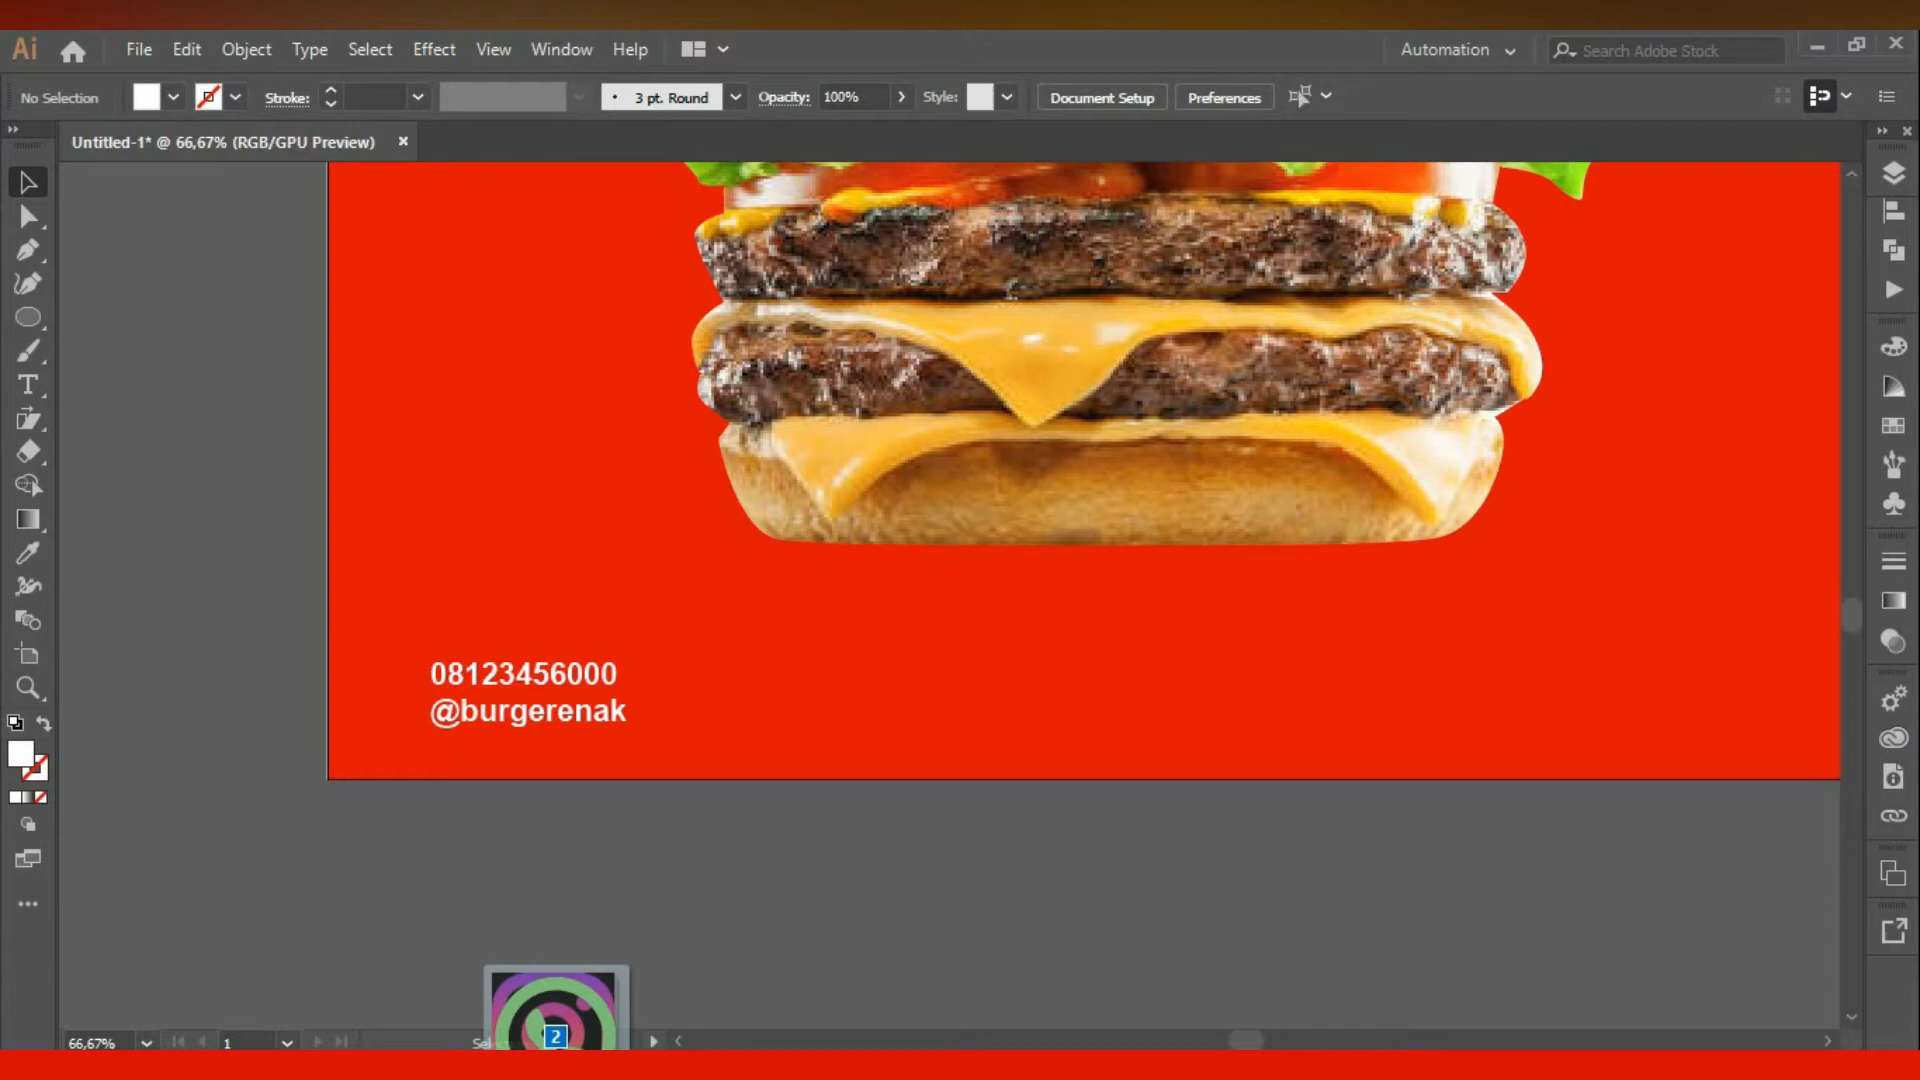 Ai File Edit Object Type Select Effect View Window Help Automation Search Adobe Stock
No Selection Stroke: 3 pt. Round Opacity: 100% Style: Document Setup Preferences
Untitled-1* @ 66,67% (RGB/GPU Preview)
08123456000
@burgerenak
2
66,67% 1